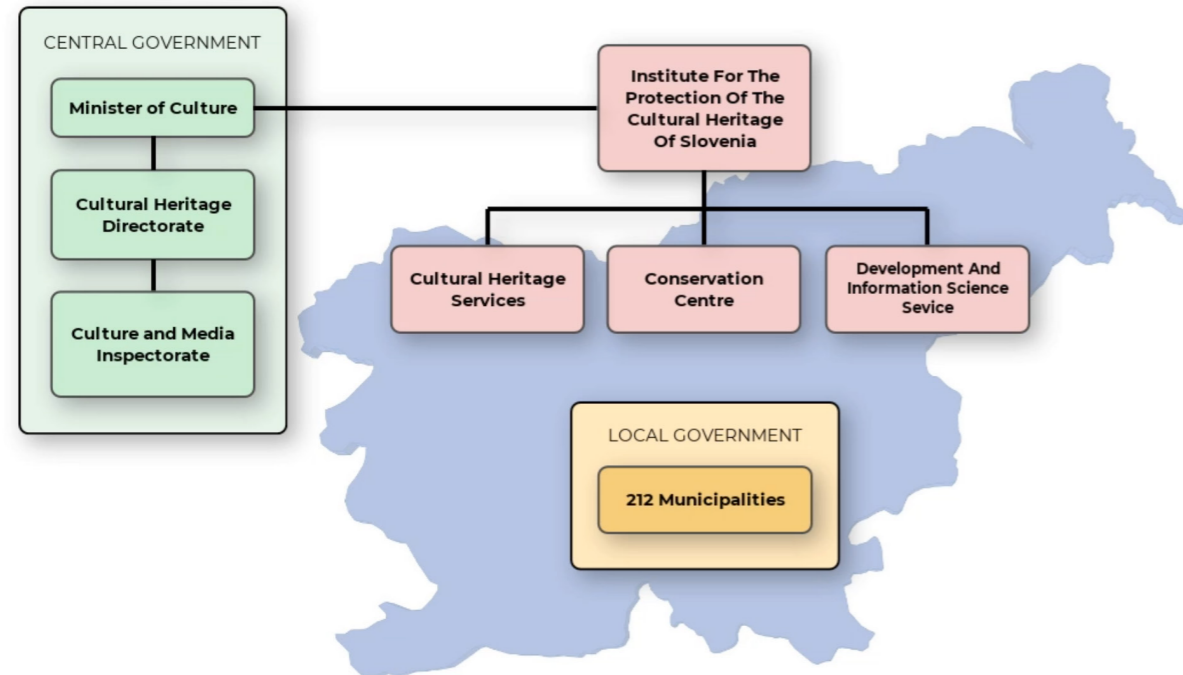 CENTRAL GOVERNMENT
Minister of Culture
Cultural Heritage
Directorate
Culture and Media
Inspectorate
Institute For The
Protection Of The
Cultural Heritage
Of Slovenia
Cultural Heritage
Services
Conservation
Centre
Development And
Information Science
Sevice
LOCAL GOVERNMENT
212 Municipalities